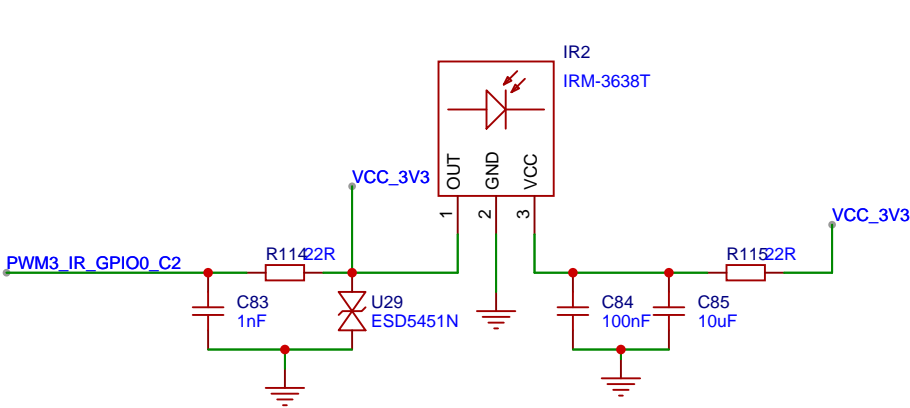 IR2
IRM-3638T
OUT
GND
VCC
1
2
3
VCC_3V3
VCC_3V3
PWM3_IR_GPIO0_C2
R114 22R
R115 22R
C83
1nF
U29
ESD5451N
C84
100nF
C85
10uF